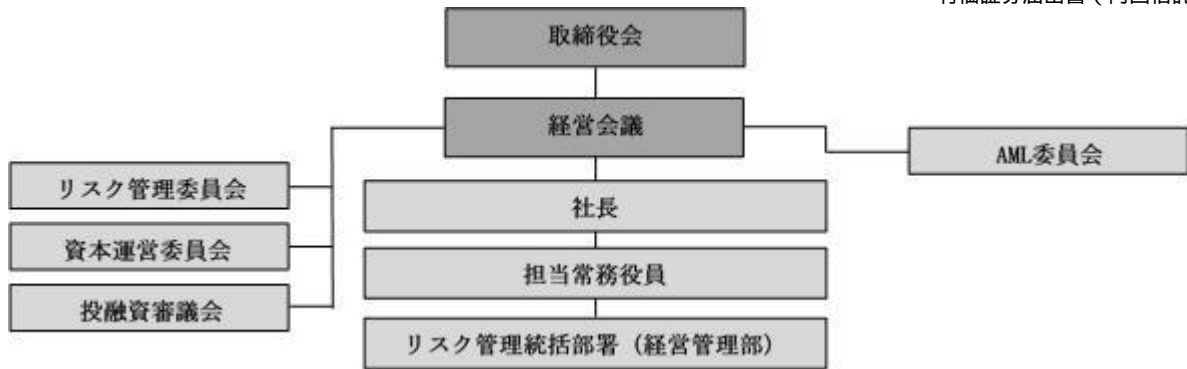 取締役会
経営会議
AML委員会
リスク管理委員会
社長
資本運営委員会
担当常務役員
投融資審議会
リスク管理統括部署（経営管理部）